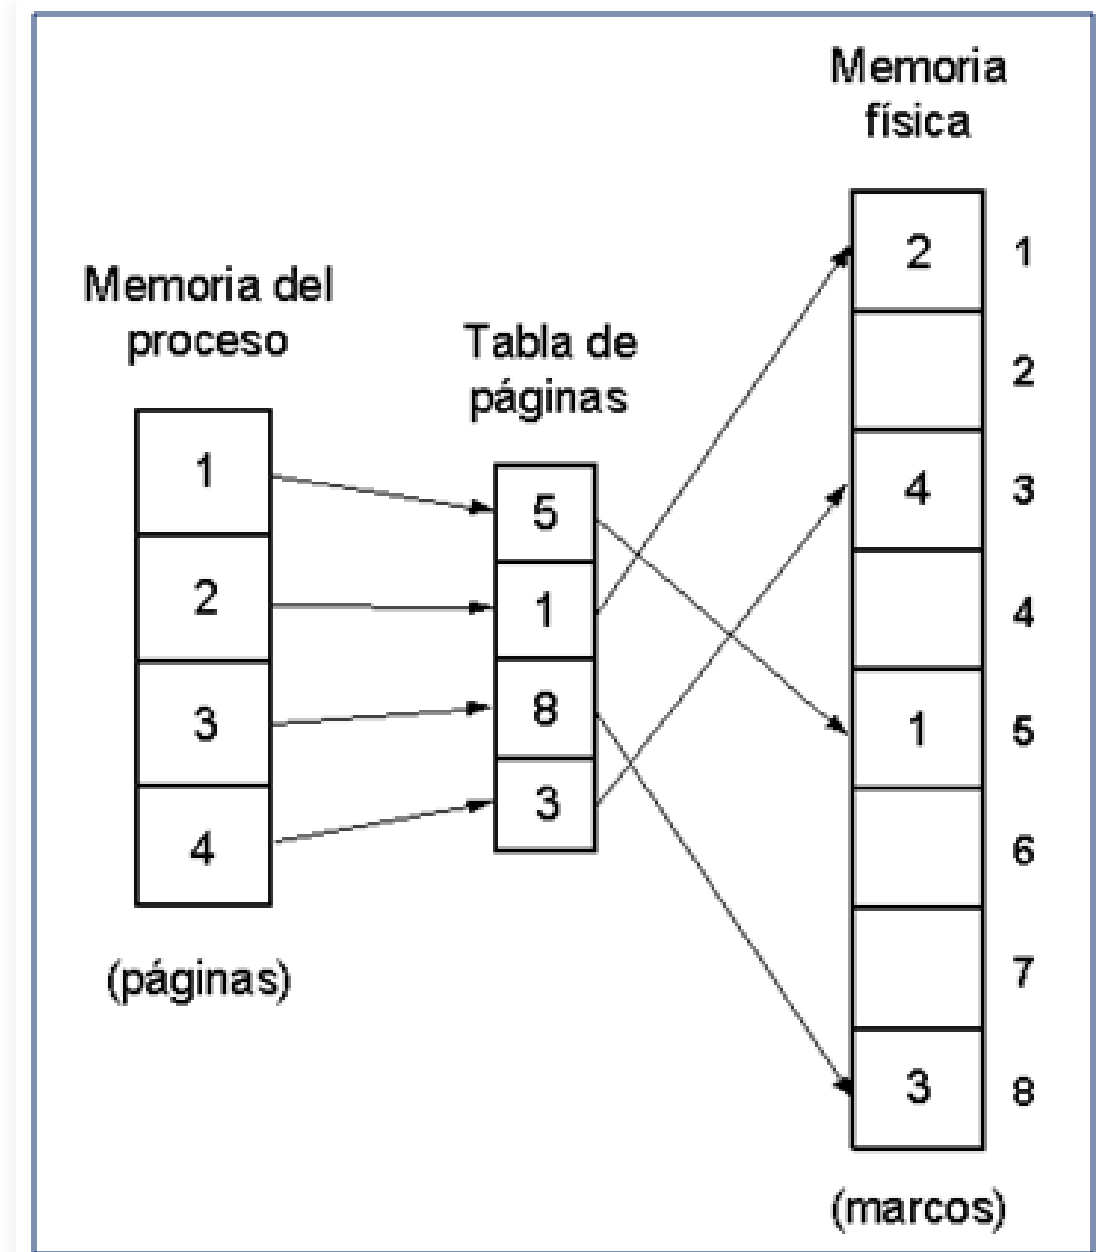 Memoria
física
Memoria del
proceso
Tabla de
páginas
1
2
3
4
5
1
8
3
2
4
1
3
1
2
3
4
5
6
7
8
(páginas)
(marcos)